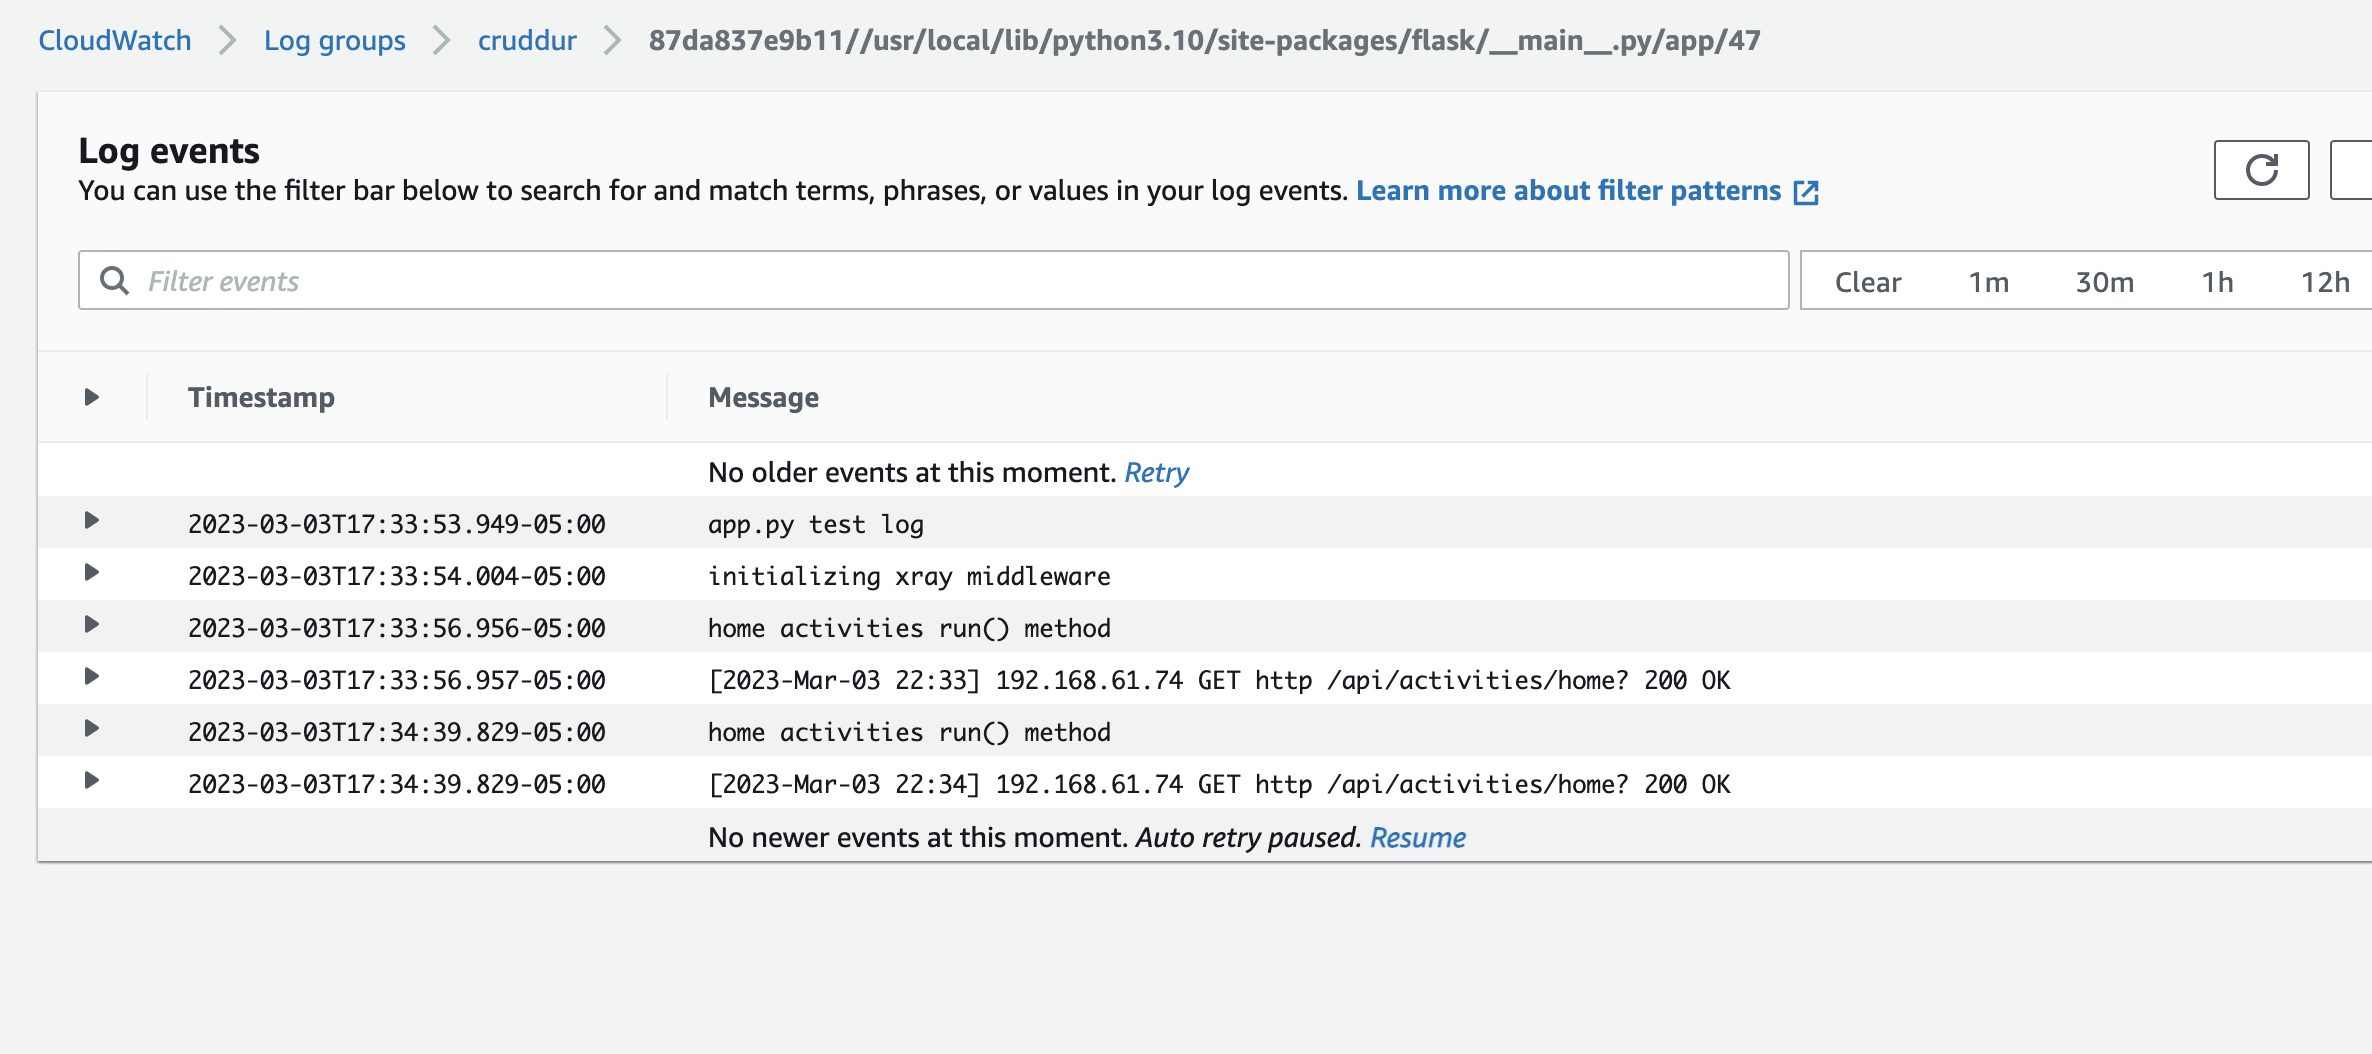 CloudWatch > Log groups > cruddur > 87da837e9b11//usr/local/lib/python3.10/site-packages/flask/__main__.py/app/47
Log events
You can use the filter bar below to search for and match terms, phrases, or values in your log events. Learn more about filter patterns
Filter events
Clear 1m 30m 1h 12h
Timestamp Message
No older events at this moment. Retry
2023-03-03T17:33:53.949-05:00 app.py test log
2023-03-03T17:33:54.004-05:00 initializing xray middleware
2023-03-03T17:33:56.956-05:00 home activities run() method
2023-03-03T17:33:56.957-05:00 [2023-Mar-03 22:33] 192.168.61.74 GET http /api/activities/home? 200 OK
2023-03-03T17:34:39.829-05:00 home activities run() method
2023-03-03T17:34:39.829-05:00 [2023-Mar-03 22:34] 192.168.61.74 GET http /api/activities/home? 200 OK
No newer events at this moment. Auto retry paused. Resume